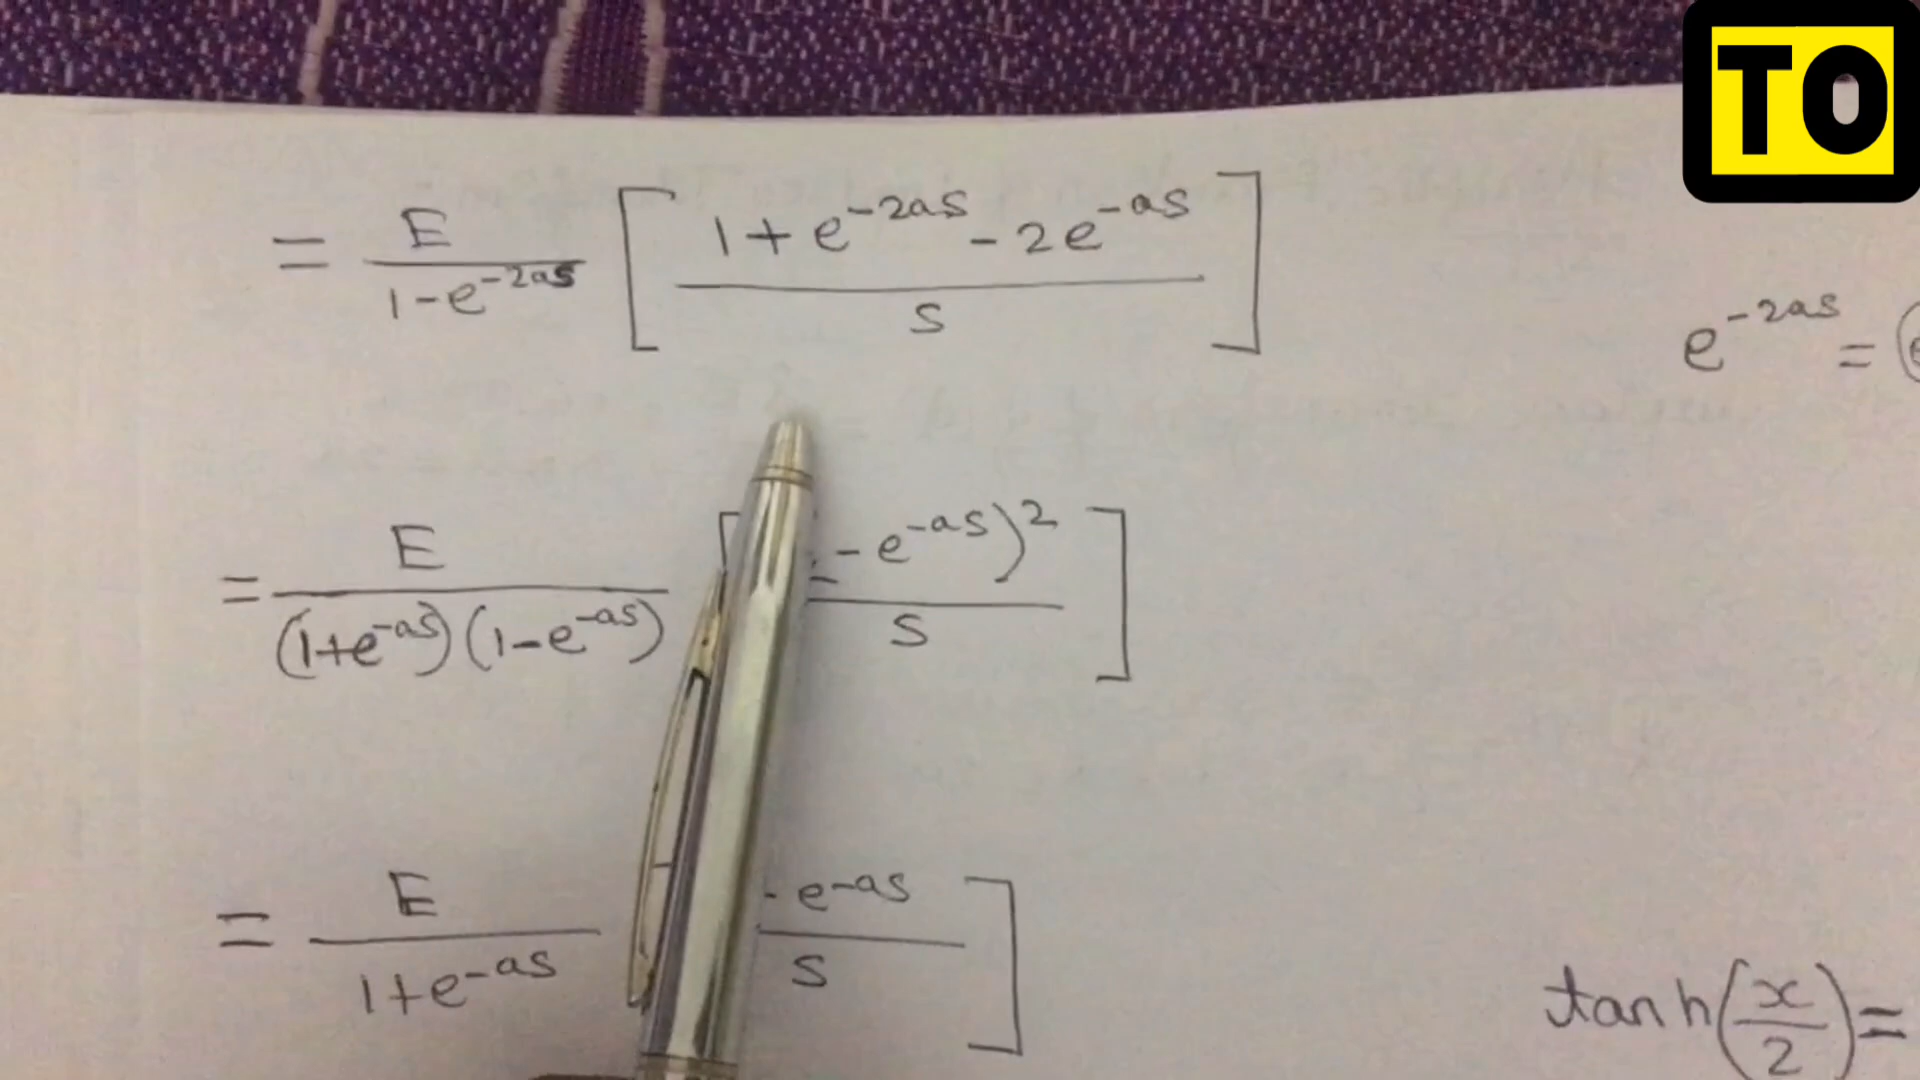 TO
= E / 1-e^-2as [ 1+e^-2as - 2e^-as / s ]
e^-2as = (
= E / (1+e^-as)(1-e^-as) [ - e^-as)^2 / s ]
= E / 1+e^-as - e^-as / s ]
tanh(x/2) =